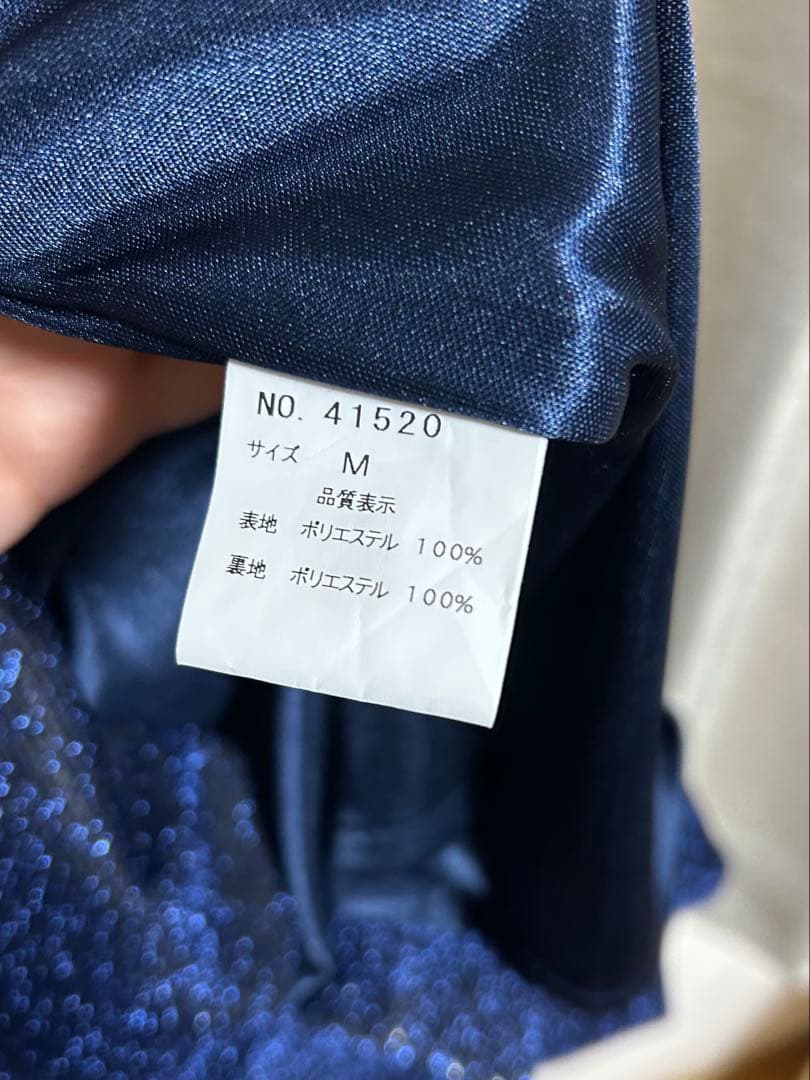 NO. 41520
サイズ M
品質表示
表地 ポリエステル 100%
裏地 ポリエステル 100%